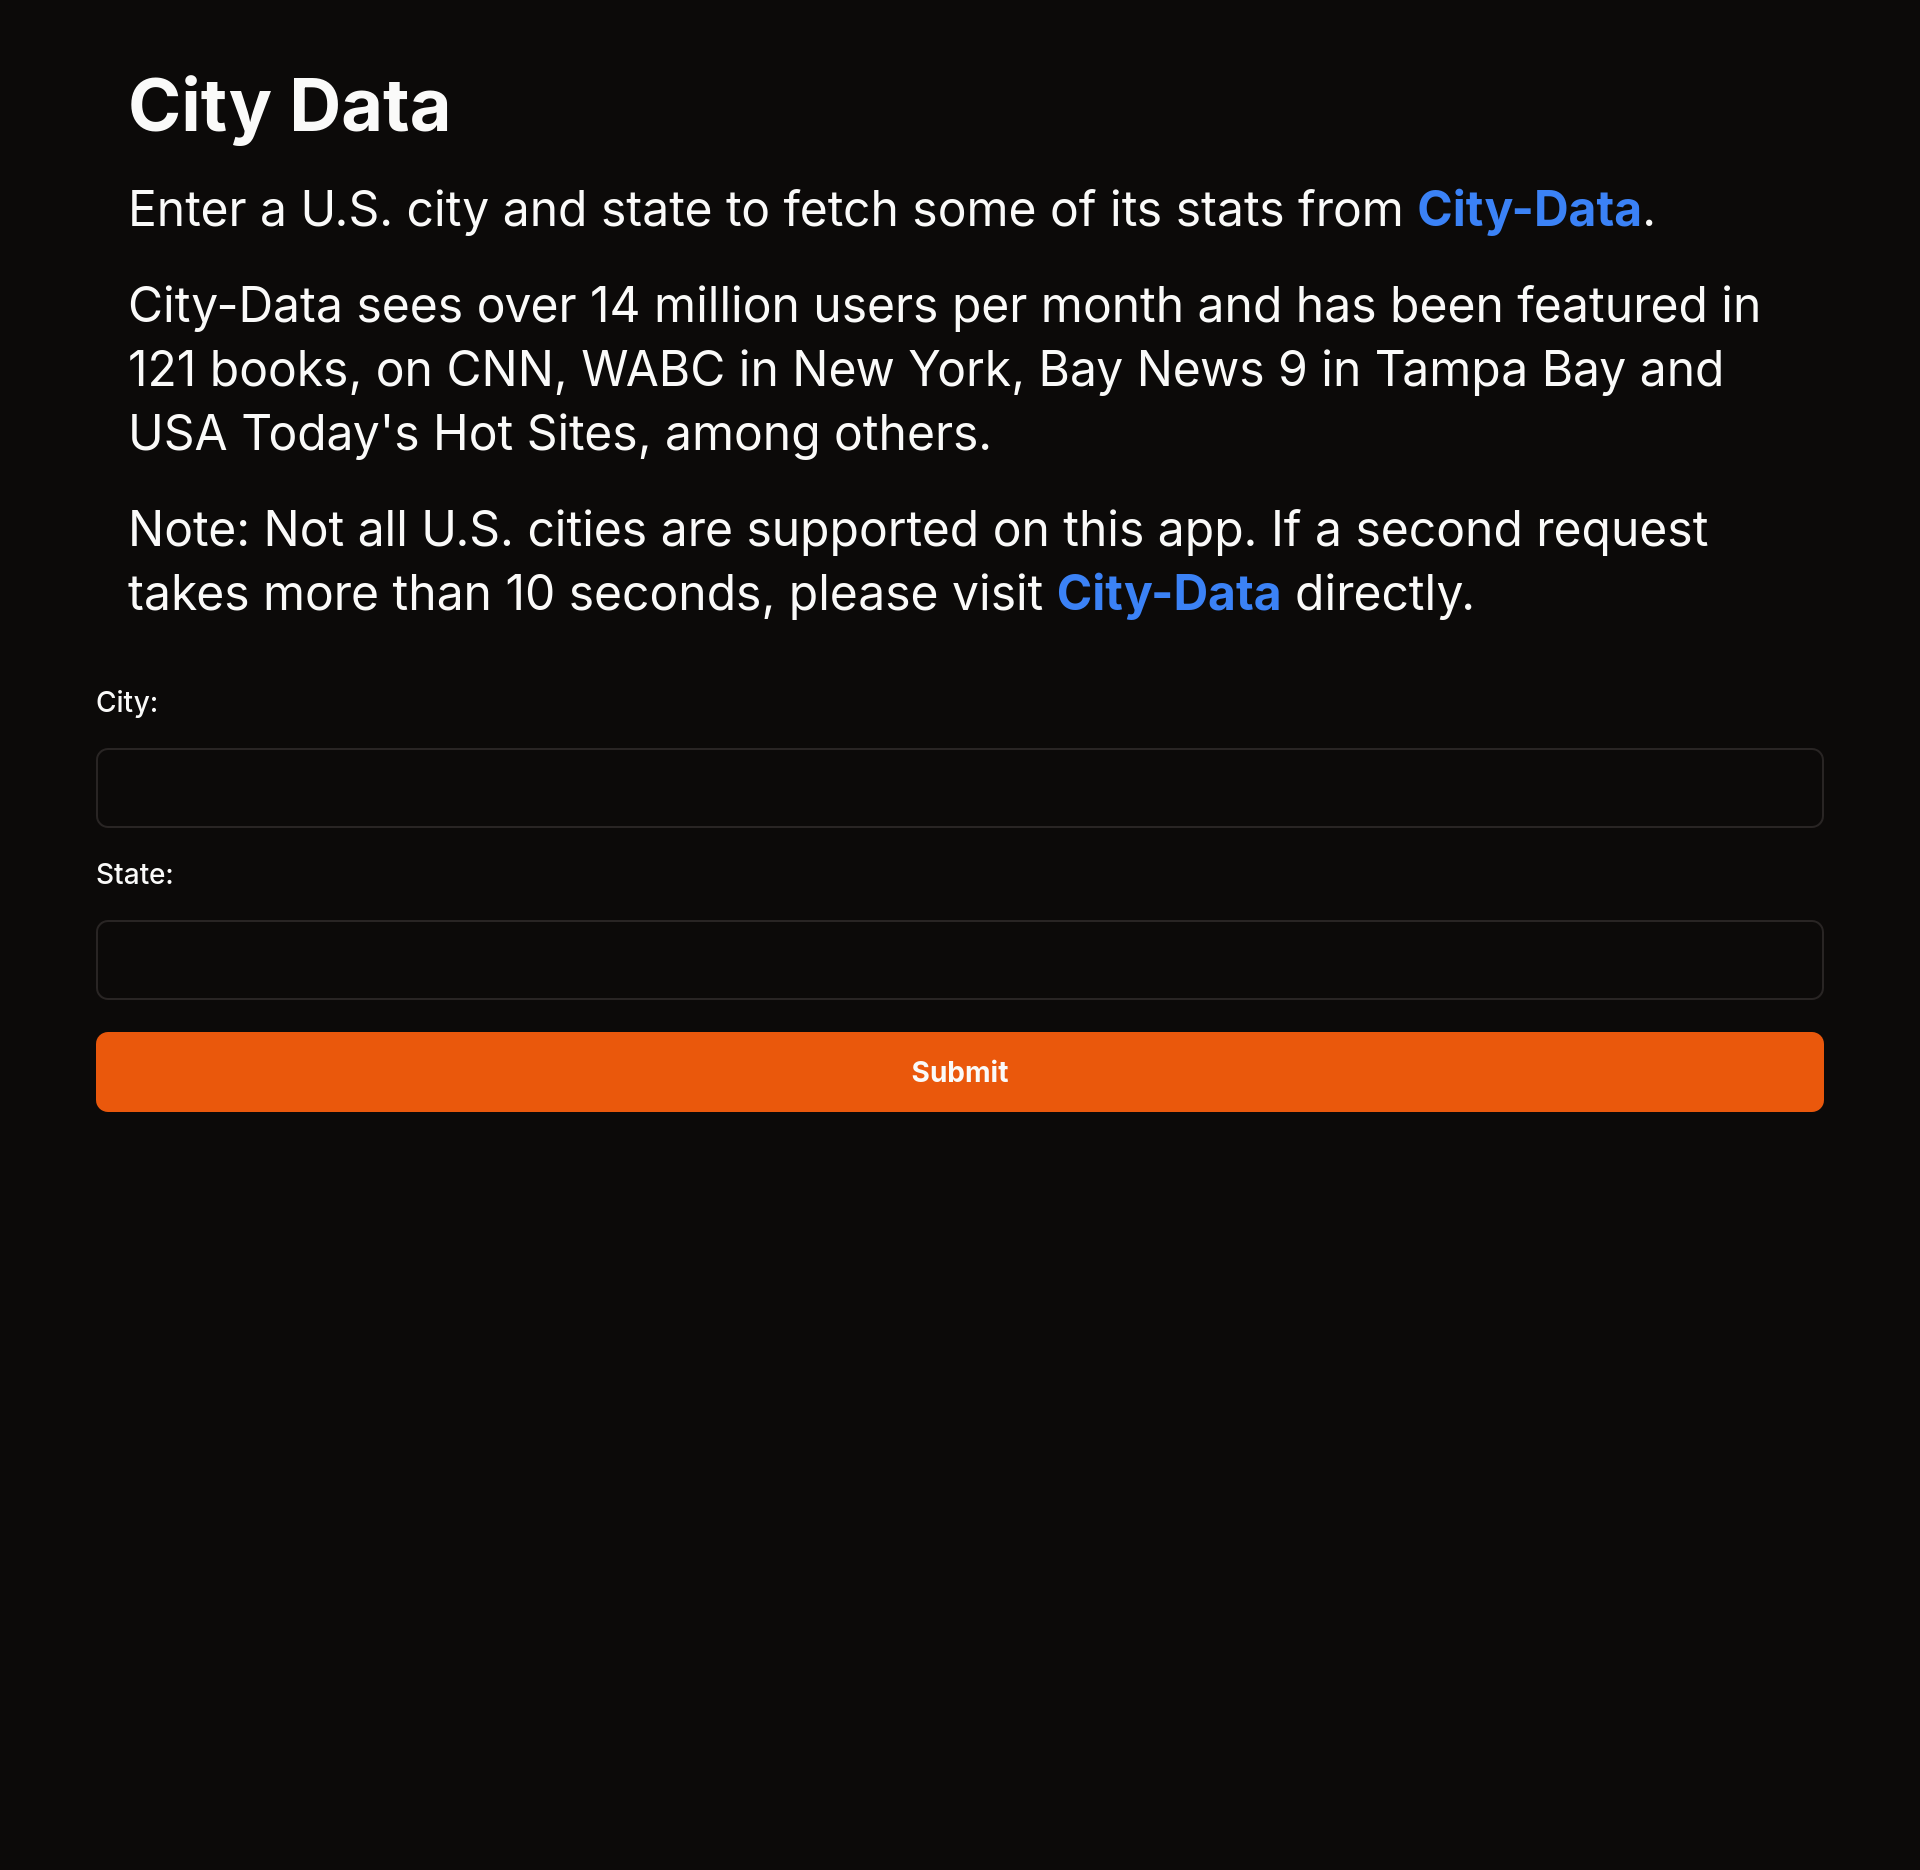 City Data
Enter a U.S. city and state to fetch some of its stats from City-Data.
City-Data sees over 14 million users per month and has been featured in
121 books, on CNN, WABC in New York, Bay News 9 in Tampa Bay and
USA Today's Hot Sites, among others.
Note: Not all U.S. cities are supported on this app. If a second request
takes more than 10 seconds, please visit City-Data directly.
City:
State:
Submit